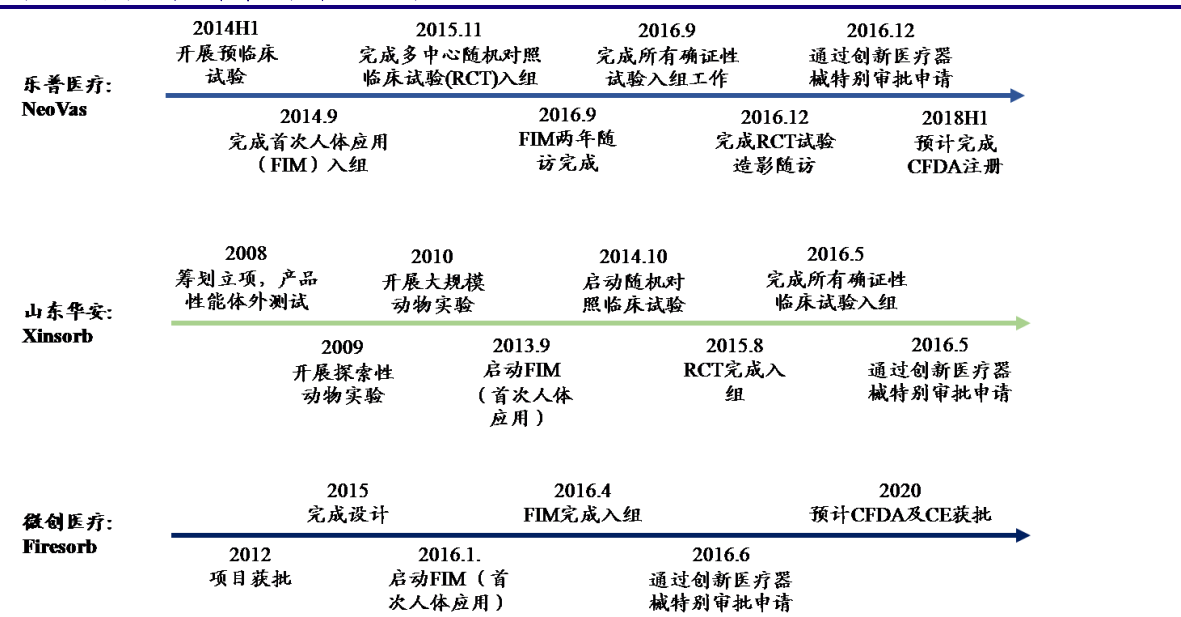 2014H1
开展预临床
试验
2015.11
完成多中心随机对照
临床试验(RCT)入组
2016.9
完成所有确证性
试验入组工作
2016.12
通过创新医疗器
械特别审批申请
乐普医疗:
NeoVas
2014.9
完成首次人体应用
（FIM）入组
2016.9
FIM两年随
访完成
2016.12
完成RCT试验
造影随访
2018H1
预计完成
CFDA注册
2008
筹划立项，产品
性能体外测试
2010
开展大规模
动物实验
2014.10
启动随机对
照临床试验
2016.5
完成所有确证性
临床试验入组
山东华安:
Xinsorb
2009
开展探索性
动物实验
2013.9
启动FIM
（首次人体
应用）
2015.8
RCT完成入
组
2016.5
通过创新医疗器
械特别审批申请
2015
完成设计
2016.4
FIM完成入组
2020
预计CFDA及CE获批
微创医疗:
Firesorb
2012
项目获批
2016.1.
启动FIM（首
次人体应用）
2016.6
通过创新医疗器
械特别审批申请